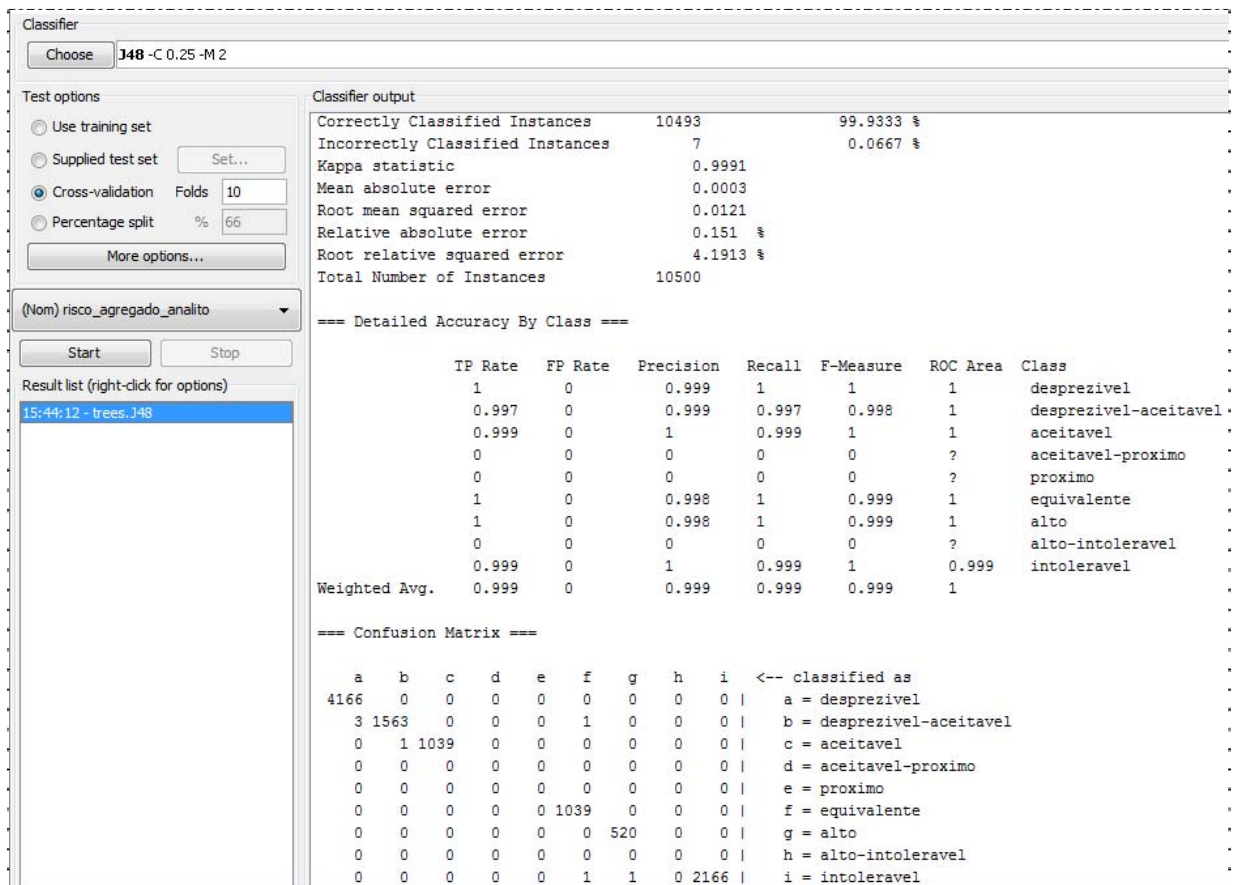 Classifier
Choose J48 -C 0.25 -M 2
Test options
Use training set
Supplied test set Set...
Cross-validation Folds 10
Percentage split % 66
More options...
(Nom) risco_agregado_analito
Start Stop
Result list (right-click for options)
15:44:12 - trees.J48
Classifier output
Correctly Classified Instances 10493 99.9333 %
Incorrectly Classified Instances 7 0.0667 %
Kappa statistic 0.9991
Mean absolute error 0.0003
Root mean squared error 0.0121
Relative absolute error 0.151 %
Root relative squared error 4.1913 %
Total Number of Instances 10500
=== Detailed Accuracy By Class ===
TP Rate FP Rate Precision Recall F-Measure ROC Area Class
1 0 0.999 1 1 1 desprezivel
0.997 0 0.999 0.997 0.998 1 desprezivel-aceitavel
0.999 0 1 0.999 1 1 aceitavel
0 0 0 0 0 ? aceitavel-proximo
0 0 0 0 0 ? proximo
1 0 0.998 1 0.999 1 equivalente
1 0 0.998 1 0.999 1 alto
0 0 0 0 0 ? alto-intoleravel
0.999 0 1 0.999 1 0.999 intoleravel
Weighted Avg. 0.999 0 0.999 0.999 0.999 1
=== Confusion Matrix ===
a b c d e f g h i <-- classified as
4166 0 0 0 0 0 0 0 0 | a = desprezivel
3 1563 0 0 0 1 0 0 0 | b = desprezivel-aceitavel
0 1 1039 0 0 0 0 0 0 | c = aceitavel
0 0 0 0 0 0 0 0 0 | d = aceitavel-proximo
0 0 0 0 0 0 0 0 0 | e = proximo
0 0 0 0 0 1039 0 0 0 | f = equivalente
0 0 0 0 0 0 520 0 0 | g = alto
0 0 0 0 0 0 0 0 0 | h = alto-intoleravel
0 0 0 0 0 1 1 0 2166 | i = intoleravel